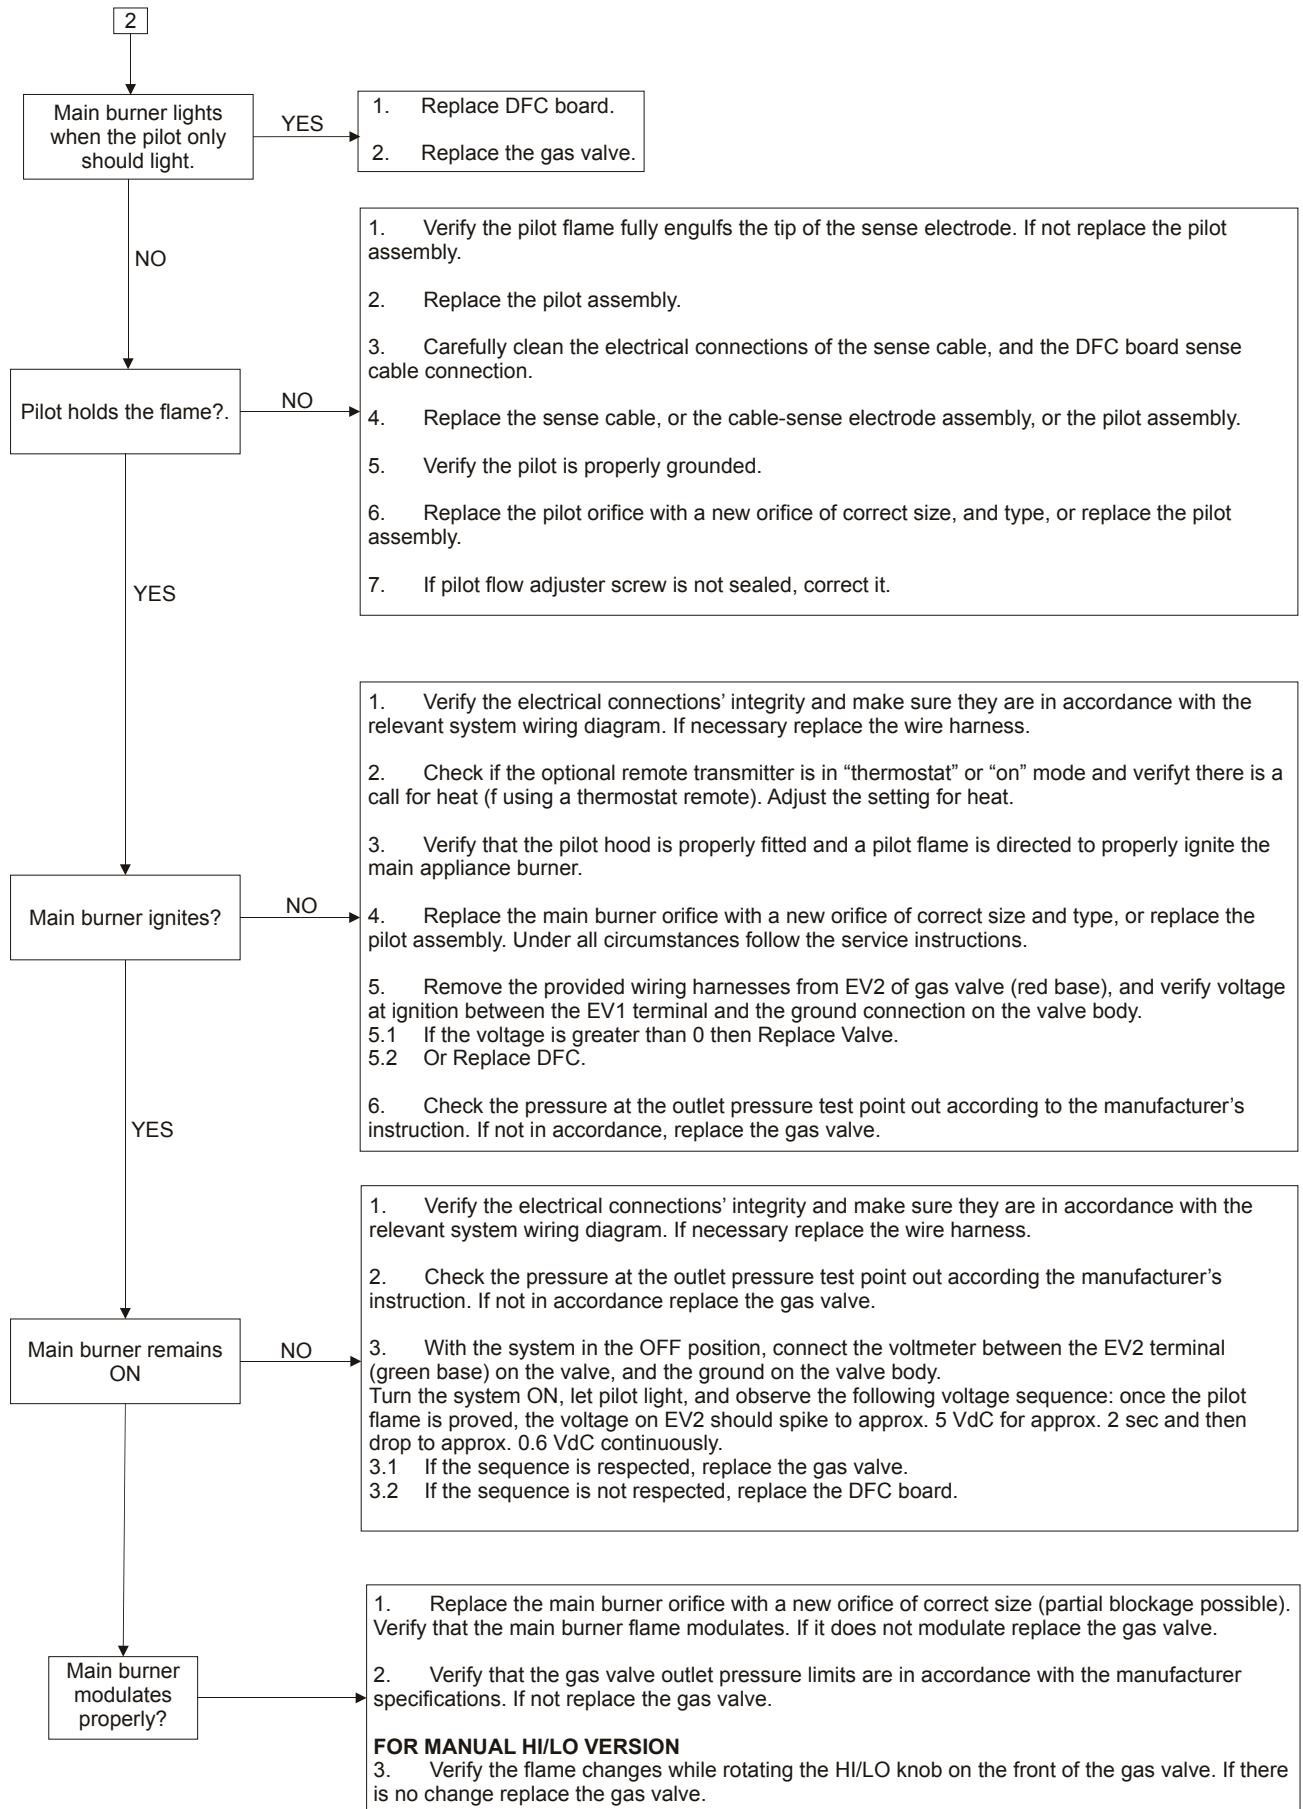 2
Main burner lights
when the pilot only
should light.
YES
1. Replace DFC board.
2. Replace the gas valve.
NO
1. Verify the pilot flame fully engulfs the tip of the sense electrode. If not replace the pilot
assembly.
2. Replace the pilot assembly.
3. Carefully clean the electrical connections of the sense cable, and the DFC board sense
cable connection.
4. Replace the sense cable, or the cable-sense electrode assembly, or the pilot assembly.
5. Verify the pilot is properly grounded.
6. Replace the pilot orifice with a new orifice of correct size, and type, or replace the pilot
assembly.
7. If pilot flow adjuster screw is not sealed, correct it.
Pilot holds the flame?.
NO
YES
1. Verify the electrical connections’ integrity and make sure they are in accordance with the
relevant system wiring diagram. If necessary replace the wire harness.
2. Check if the optional remote transmitter is in “thermostat” or “on” mode and verifyt there is a
call for heat (f using a thermostat remote). Adjust the setting for heat.
3. Verify that the pilot hood is properly fitted and a pilot flame is directed to properly ignite the
main appliance burner.
4. Replace the main burner orifice with a new orifice of correct size and type, or replace the
pilot assembly. Under all circumstances follow the service instructions.
5. Remove the provided wiring harnesses from EV2 of gas valve (red base), and verify voltage
at ignition between the EV1 terminal and the ground connection on the valve body.
5.1 If the voltage is greater than 0 then Replace Valve.
5.2 Or Replace DFC.
6. Check the pressure at the outlet pressure test point out according to the manufacturer’s
instruction. If not in accordance, replace the gas valve.
Main burner ignites?
NO
YES
1. Verify the electrical connections’ integrity and make sure they are in accordance with the
relevant system wiring diagram. If necessary replace the wire harness.
2. Check the pressure at the outlet pressure test point out according the manufacturer’s
instruction. If not in accordance replace the gas valve.
3. With the system in the OFF position, connect the voltmeter between the EV2 terminal
(green base) on the valve, and the ground on the valve body.
Turn the system ON, let pilot light, and observe the following voltage sequence: once the pilot
flame is proved, the voltage on EV2 should spike to approx. 5 VdC for approx. 2 sec and then
drop to approx. 0.6 VdC continuously.
3.1 If the sequence is respected, replace the gas valve.
3.2 If the sequence is not respected, replace the DFC board.
Main burner remains
ON
NO
1. Replace the main burner orifice with a new orifice of correct size (partial blockage possible).
Verify that the main burner flame modulates. If it does not modulate replace the gas valve.
2. Verify that the gas valve outlet pressure limits are in accordance with the manufacturer
specifications. If not replace the gas valve.
FOR MANUAL HI/LO VERSION
3. Verify the flame changes while rotating the HI/LO knob on the front of the gas valve. If there
is no change replace the gas valve.
Main burner
modulates
properly?